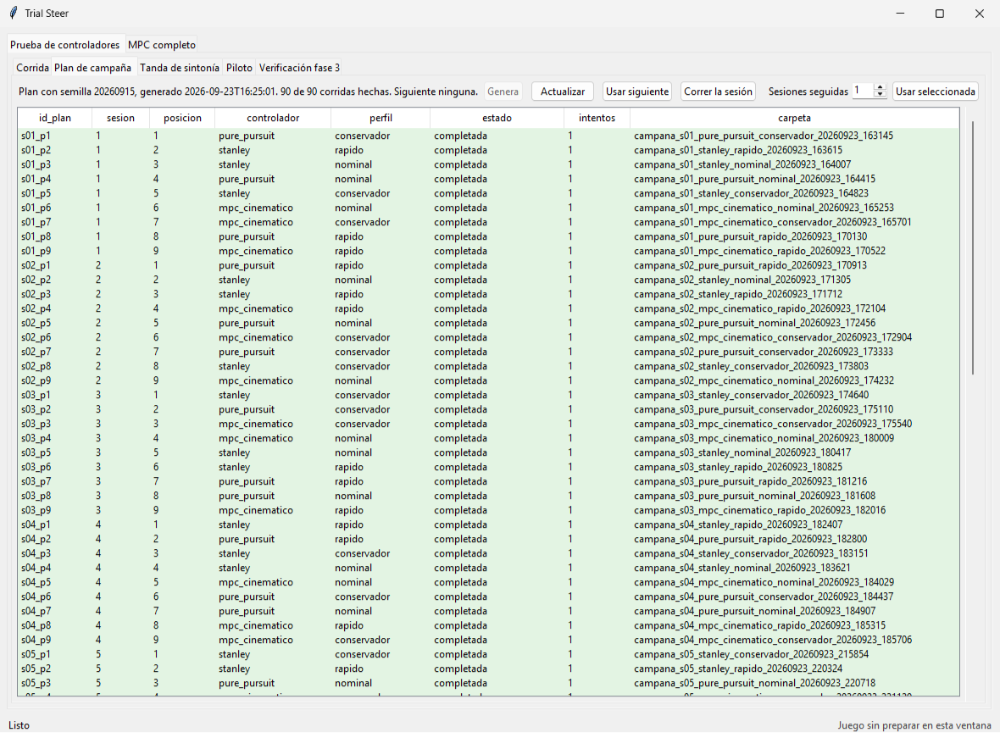 Trial Steer
Prueba de controladores MPC completo
Corrida Plan de campaña Tanda de sintonía Piloto Verificación fase 3
Plan con semilla 20260915, generado 2026-09-23T16:25:01. 90 de 90 corridas hechas. Siguiente ninguna. Genera Actualizar Usar siguiente Correr la sesión Sesiones seguidas 1 Usar seleccionada
id_plan sesion posicion controlador perfil estado intentos carpeta
s01_p1 1 1 pure_pursuit conservador completada 1 campana_s01_pure_pursuit_conservador_20260923_163145
s01_p2 1 2 stanley rapido completada 1 campana_s01_stanley_rapido_20260923_163615
s01_p3 1 3 stanley nominal completada 1 campana_s01_stanley_nominal_20260923_164007
s01_p4 1 4 pure_pursuit nominal completada 1 campana_s01_pure_pursuit_nominal_20260923_164415
s01_p5 1 5 stanley conservador completada 1 campana_s01_stanley_conservador_20260923_164823
s01_p6 1 6 mpc_cinematico nominal completada 1 campana_s01_mpc_cinematico_nominal_20260923_165253
s01_p7 1 7 mpc_cinematico conservador completada 1 campana_s01_mpc_cinematico_conservador_20260923_165701
s01_p8 1 8 pure_pursuit rapido completada 1 campana_s01_pure_pursuit_rapido_20260923_170130
s01_p9 1 9 mpc_cinematico rapido completada 1 campana_s01_mpc_cinematico_rapido_20260923_170522
s02_p1 2 1 pure_pursuit rapido completada 1 campana_s02_pure_pursuit_rapido_20260923_170913
s02_p2 2 2 stanley nominal completada 1 campana_s02_stanley_nominal_20260923_171305
s02_p3 2 3 stanley rapido completada 1 campana_s02_stanley_rapido_20260923_171712
s02_p4 2 4 mpc_cinematico rapido completada 1 campana_s02_mpc_cinematico_rapido_20260923_172104
s02_p5 2 5 pure_pursuit nominal completada 1 campana_s02_pure_pursuit_nominal_20260923_172456
s02_p6 2 6 mpc_cinematico conservador completada 1 campana_s02_mpc_cinematico_conservador_20260923_172904
s02_p7 2 7 pure_pursuit conservador completada 1 campana_s02_pure_pursuit_conservador_20260923_173333
s02_p8 2 8 stanley conservador completada 1 campana_s02_stanley_conservador_20260923_173803
s02_p9 2 9 mpc_cinematico nominal completada 1 campana_s02_mpc_cinematico_nominal_20260923_174232
s03_p1 3 1 stanley conservador completada 1 campana_s03_stanley_conservador_20260923_174640
s03_p2 3 2 pure_pursuit conservador completada 1 campana_s03_pure_pursuit_conservador_20260923_175110
s03_p3 3 3 mpc_cinematico conservador completada 1 campana_s03_mpc_cinematico_conservador_20260923_175540
s03_p4 3 4 mpc_cinematico nominal completada 1 campana_s03_mpc_cinematico_nominal_20260923_180009
s03_p5 3 5 stanley nominal completada 1 campana_s03_stanley_nominal_20260923_180417
s03_p6 3 6 stanley rapido completada 1 campana_s03_stanley_rapido_20260923_180825
s03_p7 3 7 pure_pursuit rapido completada 1 campana_s03_pure_pursuit_rapido_20260923_181216
s03_p8 3 8 pure_pursuit nominal completada 1 campana_s03_pure_pursuit_nominal_20260923_181608
s03_p9 3 9 mpc_cinematico rapido completada 1 campana_s03_mpc_cinematico_rapido_20260923_182016
s04_p1 4 1 stanley rapido completada 1 campana_s04_stanley_rapido_20260923_182407
s04_p2 4 2 pure_pursuit rapido completada 1 campana_s04_pure_pursuit_rapido_20260923_182800
s04_p3 4 3 stanley conservador completada 1 campana_s04_stanley_conservador_20260923_183151
s04_p4 4 4 stanley nominal completada 1 campana_s04_stanley_nominal_20260923_183621
s04_p5 4 5 mpc_cinematico nominal completada 1 campana_s04_mpc_cinematico_nominal_20260923_184029
s04_p6 4 6 pure_pursuit conservador completada 1 campana_s04_pure_pursuit_conservador_20260923_184437
s04_p7 4 7 pure_pursuit nominal completada 1 campana_s04_pure_pursuit_nominal_20260923_184907
s04_p8 4 8 mpc_cinematico rapido completada 1 campana_s04_mpc_cinematico_rapido_20260923_185315
s04_p9 4 9 mpc_cinematico conservador completada 1 campana_s04_mpc_cinematico_conservador_20260923_185706
s05_p1 5 1 stanley conservador completada 1 campana_s05_stanley_conservador_20260923_215854
s05_p2 5 2 stanley rapido completada 1 campana_s05_stanley_rapido_20260923_220324
s05_p3 5 3 pure_pursuit nominal completada 1 campana_s05_pure_pursuit_nominal_20260923_220718
Listo Juego sin preparar en esta ventana